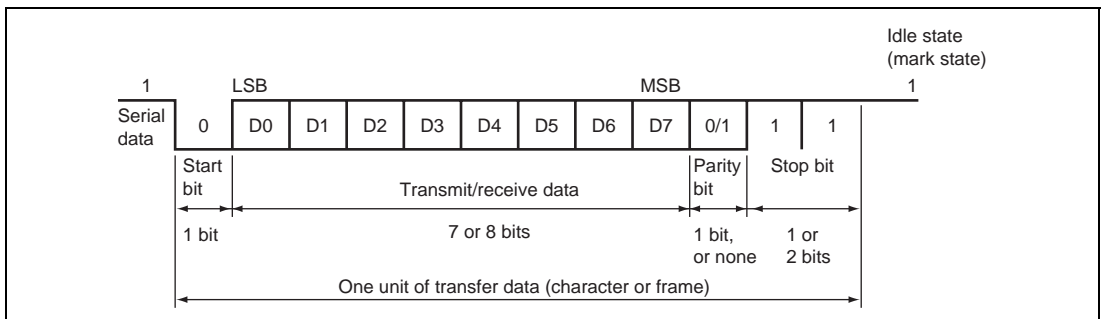 Idle state
(mark state)
1 LSB MSB 1
Serial
data
0 D0 D1 D2 D3 D4 D5 D6 D7 0/1 1 1
Start
bit
Transmit/receive data
Parity
bit
Stop bit
1 bit
7 or 8 bits
1 bit,
or none
1 or
2 bits
One unit of transfer data (character or frame)